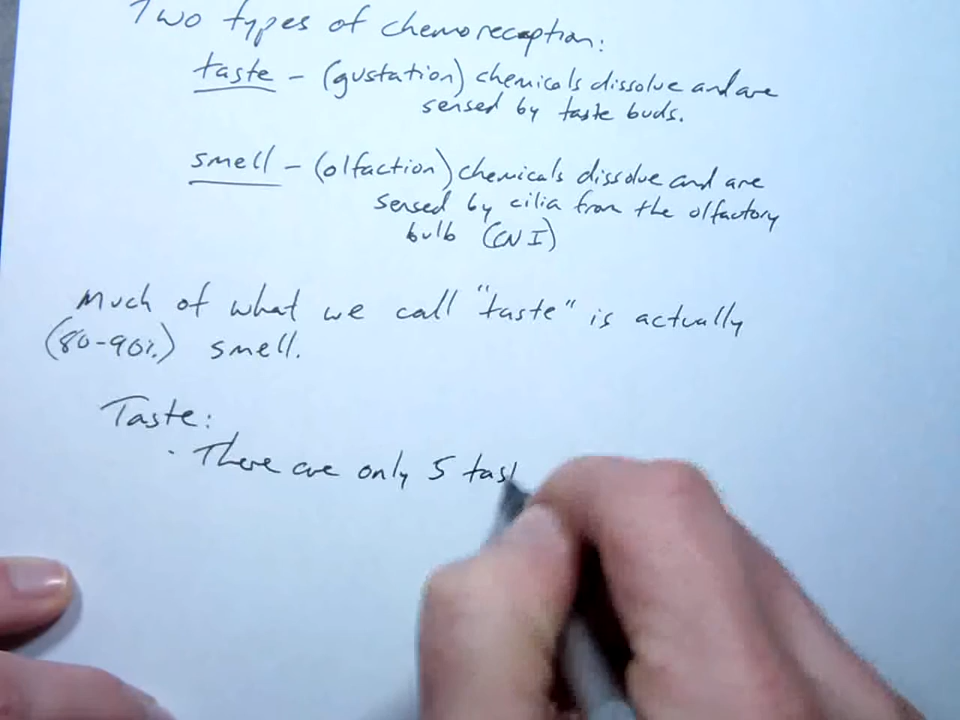 Two types of chemoreception:
taste - (gustation) chemicals dissolve and are
sensed by taste buds.
smell - (olfaction) chemicals dissolve and are
sensed by cilia from the olfactory
bulb (CN I)
Much of what we call "taste" is actually
(80-90%) smell.
Taste:
· There are only 5 tast